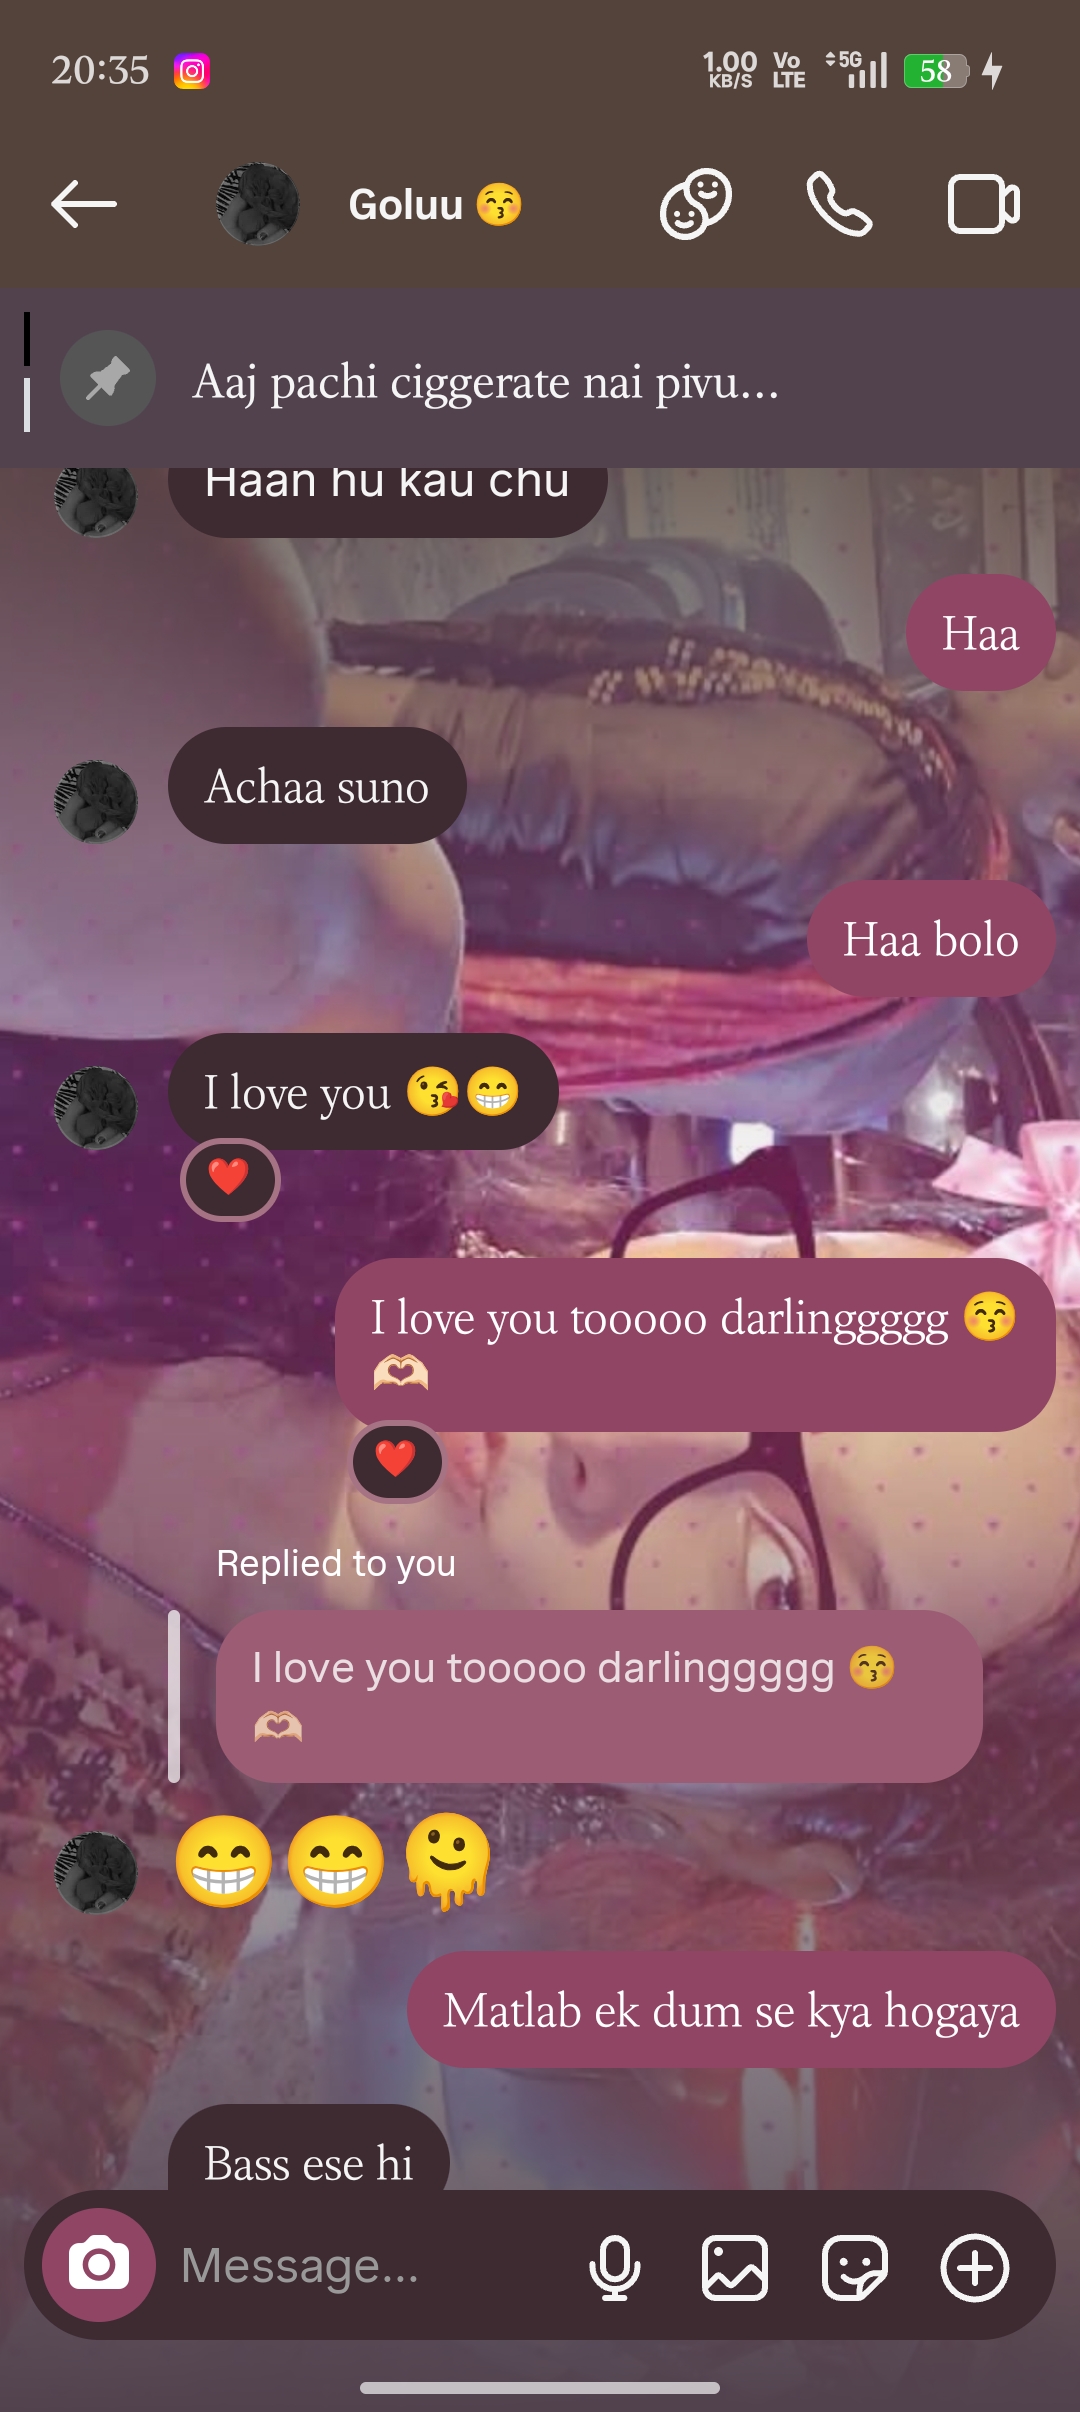 20:35
1.00 KB/S Vo LTE 5G 58
Goluu 😚
Aaj pachi ciggerate nai pivu...
Haan hu kau chu
Haa
Achaa suno
Haa bolo
I love you 😘😁
❤️
I love you tooooo darlinggggg 😚
🫶🏻
❤️
Replied to you
I love you tooooo darlinggggg 😚
🫶🏻
😁😁🫠
Matlab ek dum se kya hogaya
Bass ese hi
Message...